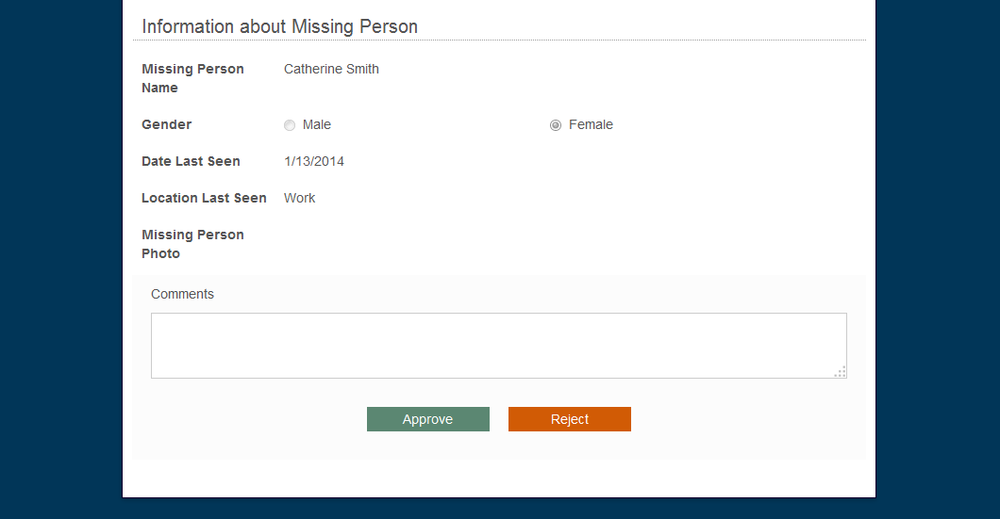 Information about Missing Person
Missing Person Catherine Smith
Name
Gender Male Female
Date Last Seen 1/13/2014
Location Last Seen Work
Missing Person
Photo
Comments
Approve Reject